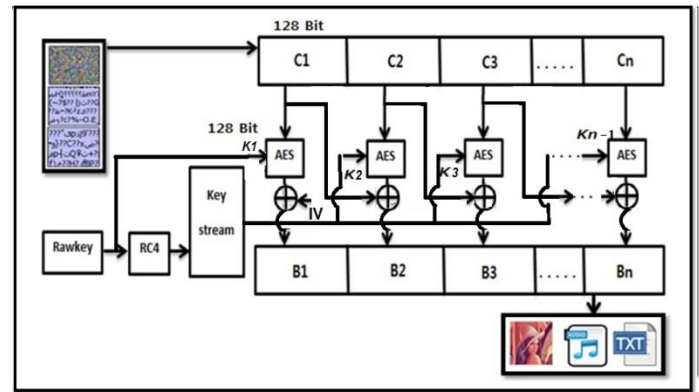 128 Bit
C1 C2 C3 ..... Cn
128 Bit
K1 AES K2 AES K3 AES Kn-1 AES
Key
stream
IV
Rawkey RC4
B1 B2 B3 ..... Bn
AUDIO
TXT